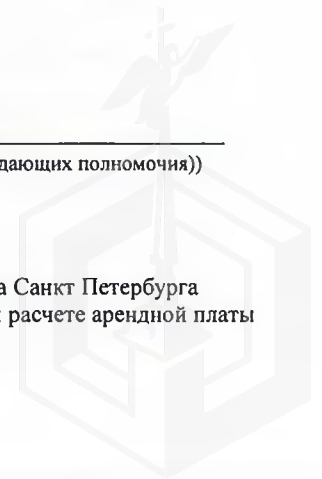 дающих полномочия))
а Санкт Петербурга
расчете арендной платы